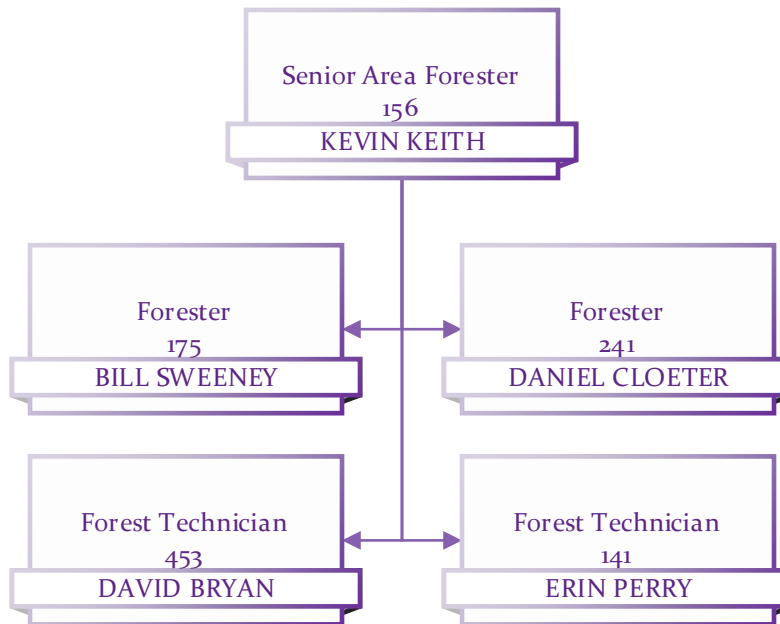 Senior Area Forester
156
KEVIN KEITH
Forester
175
BILL SWEENEY
Forester
241
DANIEL CLOETER
Forest Technician
453
DAVID BRYAN
Forest Technician
141
ERIN PERRY